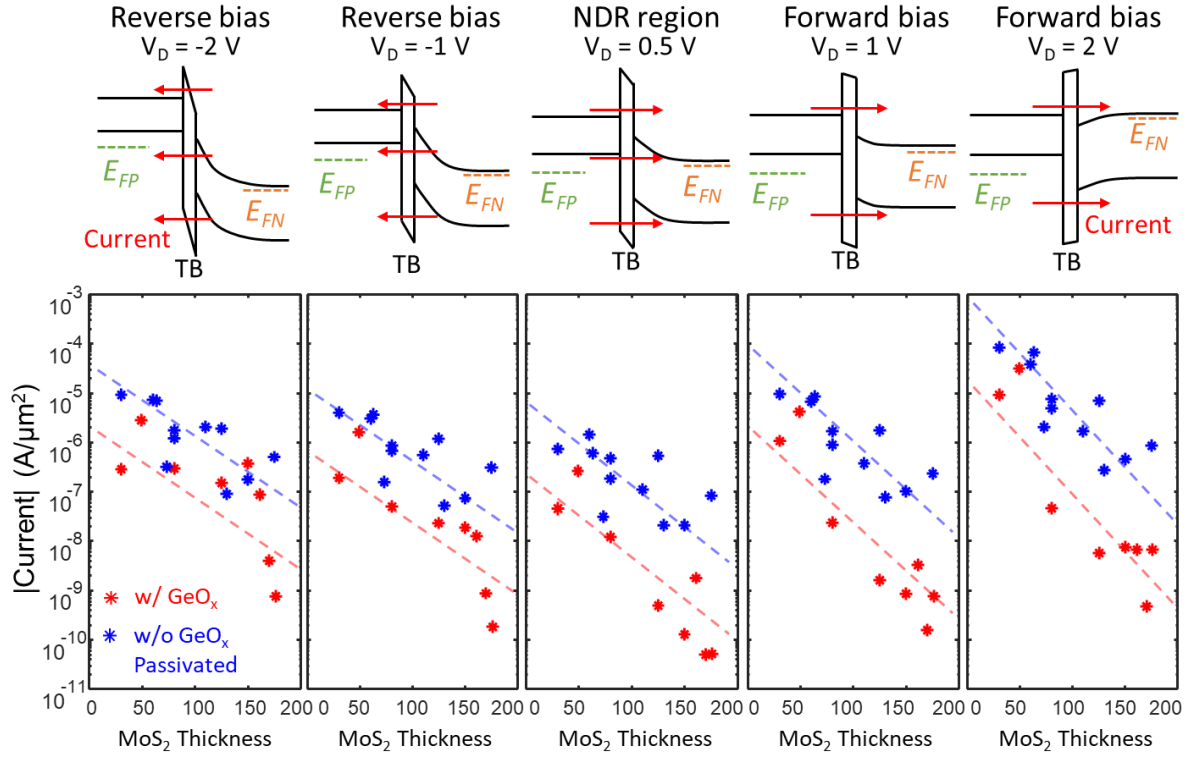 Reverse bias
V_D = -2 V
Reverse bias
V_D = -1 V
NDR region
V_D = 0.5 V
Forward bias
V_D = 1 V
Forward bias
V_D = 2 V
E_FP
E_FN
Current
TB
E_FP
E_FN
TB
E_FP
E_FN
TB
E_FP
E_FN
TB
E_FP
E_FN
Current
TB
|Current| (A/μm²)
10⁻³
10⁻⁴
10⁻⁵
10⁻⁶
10⁻⁷
10⁻⁸
10⁻⁹
10⁻¹⁰
10⁻¹¹
w/ GeOₓ
w/o GeOₓ
Passivated
0 50 100 150 200
0 50 100 150 200
0 50 100 150 200
0 50 100 150 200
0 50 100 150 200
MoS₂ Thickness
MoS₂ Thickness
MoS₂ Thickness
MoS₂ Thickness
MoS₂ Thickness